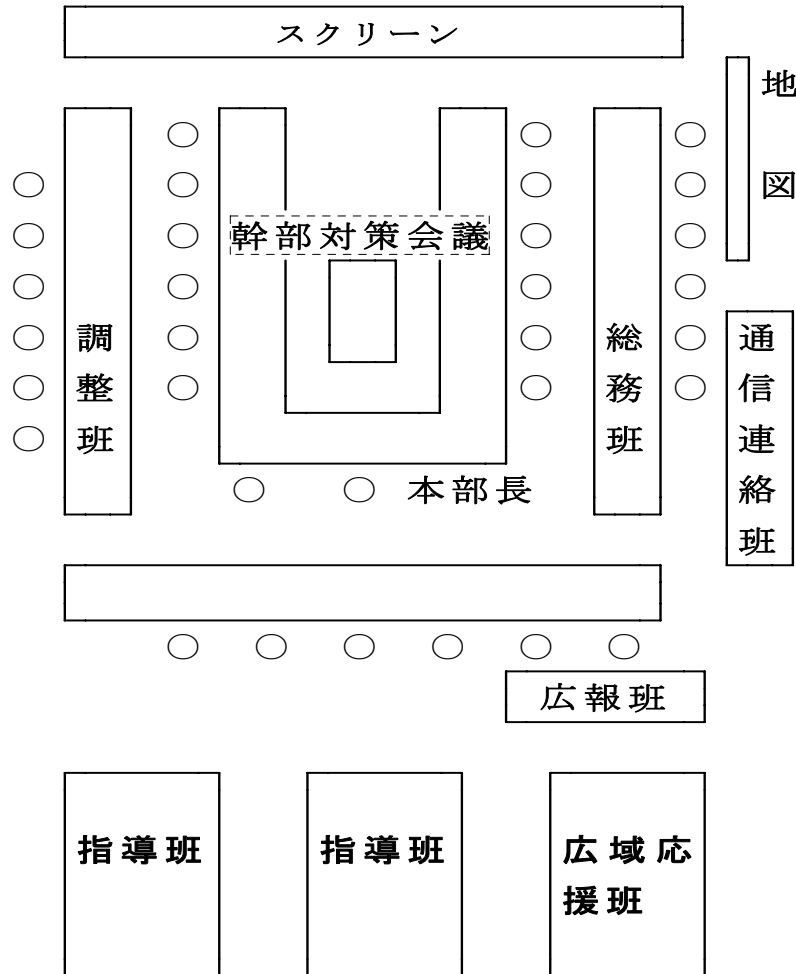 スクリーン
地図
幹部対策会議
調整班
総務班
通信連絡班
本部長
広報班
指導班
指導班
広域応
援班